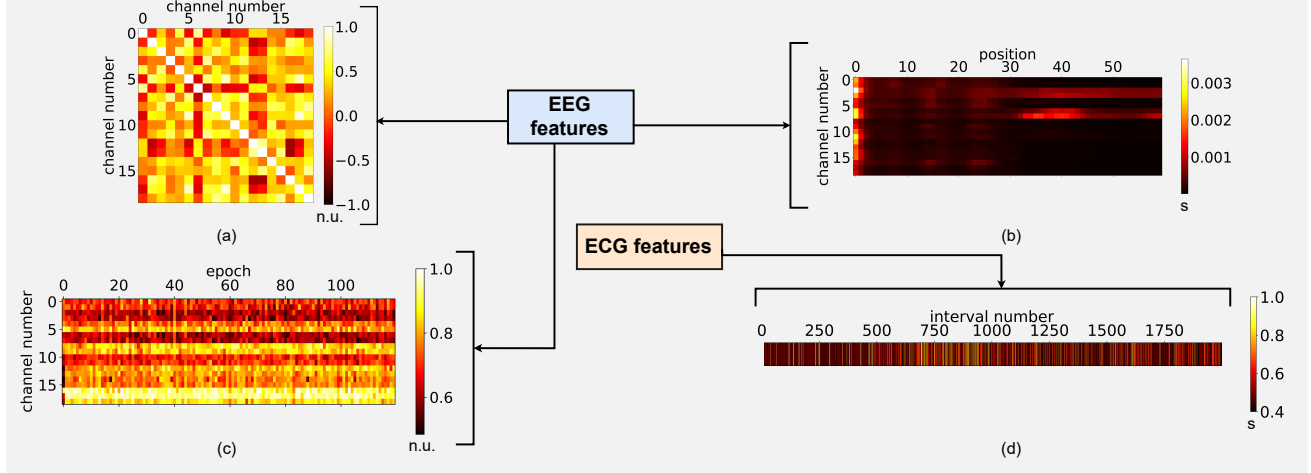 channel number
0 5 10 15
channel number
0
5
10
15
1.0
0.5
0.0
−0.5
−1.0
n.u.
(a)
EEG
features
position
0 10 20 30 40 50
channel number
0
5
10
15
0.003
0.002
0.001
s
(b)
ECG features
epoch
0 20 40 60 80 100
channel number
0
5
10
15
1.0
0.8
0.6
n.u.
(c)
interval number
0 250 500 750 1000 1250 1500 1750
1.0
0.8
0.6
0.4
s
(d)